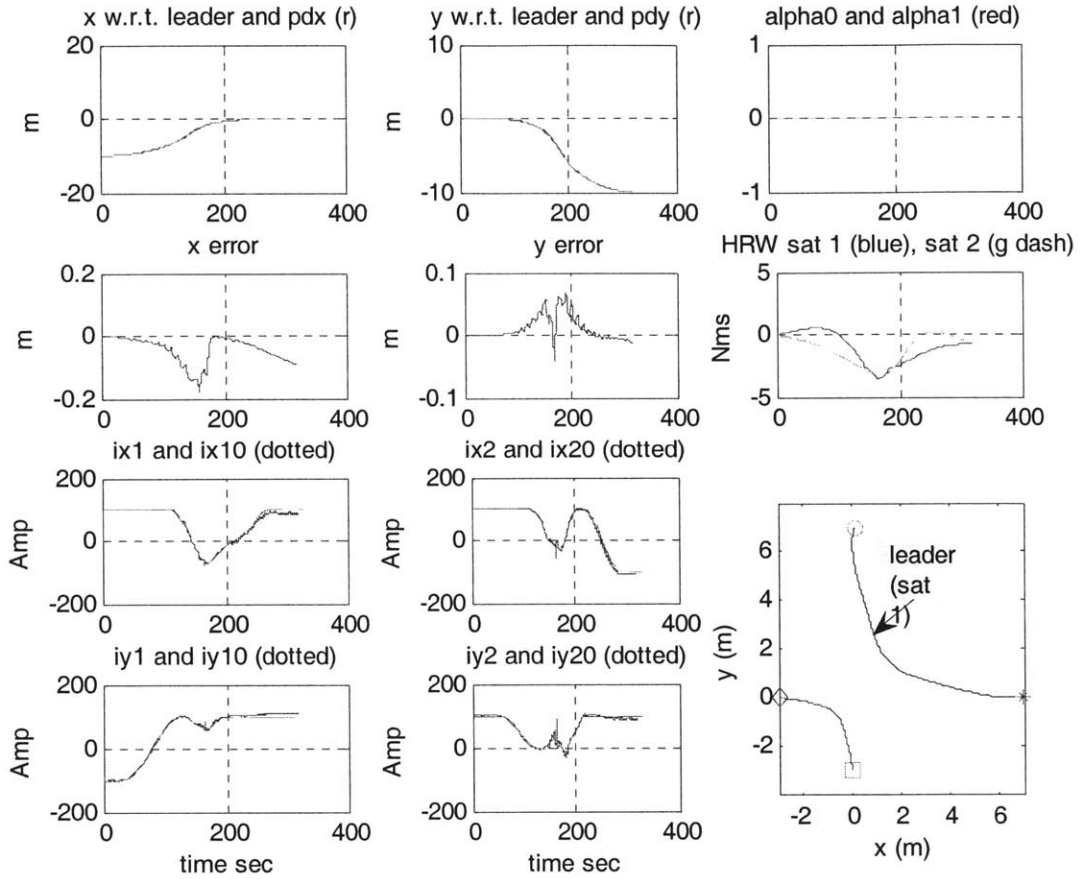 x w.r.t. leader and pdx (r)
y w.r.t. leader and pdy (r)
alpha0 and alpha1 (red)
20
0
-20
m
0
200
400
0
-5
-10
m
0
200
400
1
0
-1
0
200
400
x error
y error
HRW sat 1 (blue), sat 2 (g dash)
0.2
0
-0.2
m
0
200
400
0.1
0
-0.1
m
0
200
400
5
0
-5
Nms
0
200
400
ix1 and ix10 (dotted)
ix2 and ix20 (dotted)
200
0
-200
Amp
0
200
400
200
0
-200
Amp
0
200
400
iy1 and iy10 (dotted)
iy2 and iy20 (dotted)
200
0
-200
Amp
0
200
400
time sec
200
0
-200
Amp
0
200
400
time sec
6
4
2
0
-2
y (m)
leader
(sat
1)
-2
0
2
4
6
x (m)